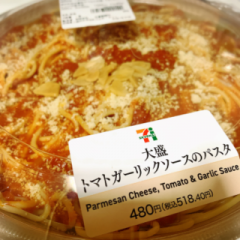 大盛
トマトガーリックソースのパスタ
Parmesan Cheese, Tomato & Garlic Sauce
480円(税込518.40円)